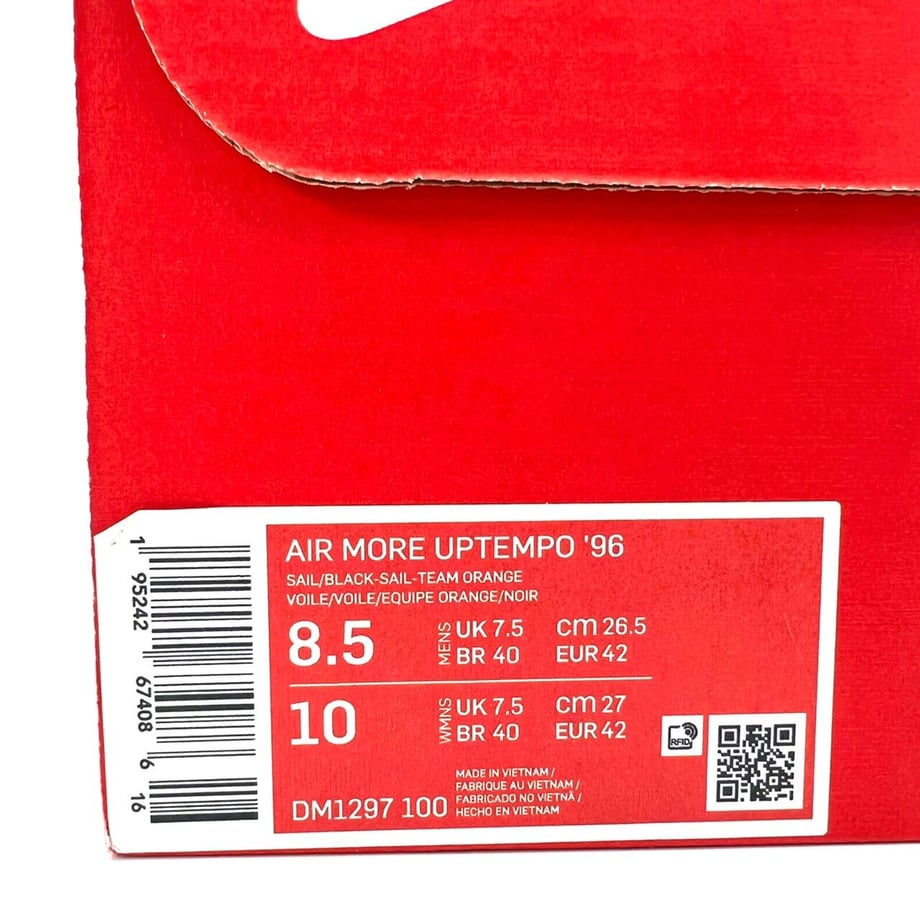 AIR MORE UPTEMPO '96
SAIL/BLACK-SAIL-TEAM ORANGE
VOILE/VOILE/EQUIPE ORANGE/NOIR
8.5 MENS UK 7.5 cm 26.5
BR 40 EUR 42
10 WMNS UK 7.5 cm 27
BR 40 EUR 42
RFID
DM1297 100
MADE IN VIETNAM /
FABRIQUE AU VIETNAM /
FABRICADO NO VIETNÃ /
HECHO EN VIETNAM
1 95242 67408 6 16